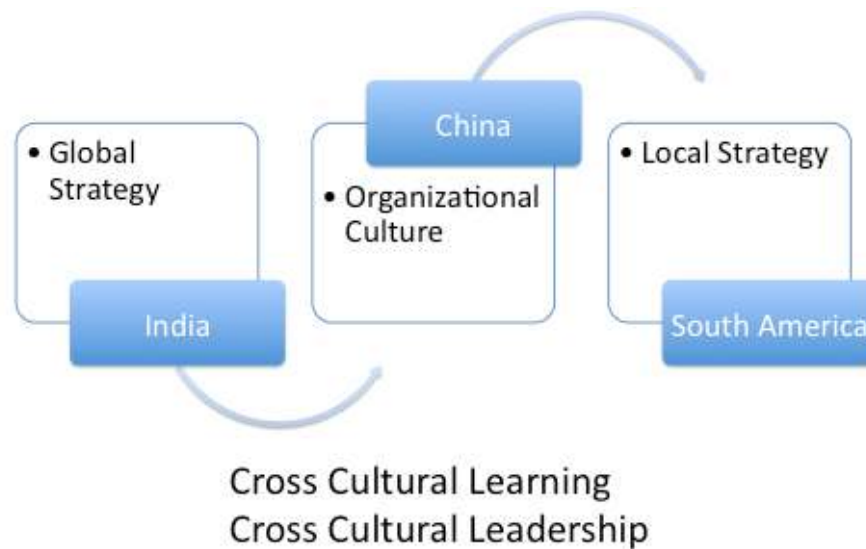 • Global
Strategy
India
China
• Organizational
Culture
• Local Strategy
South America
Cross Cultural Learning
Cross Cultural Leadership